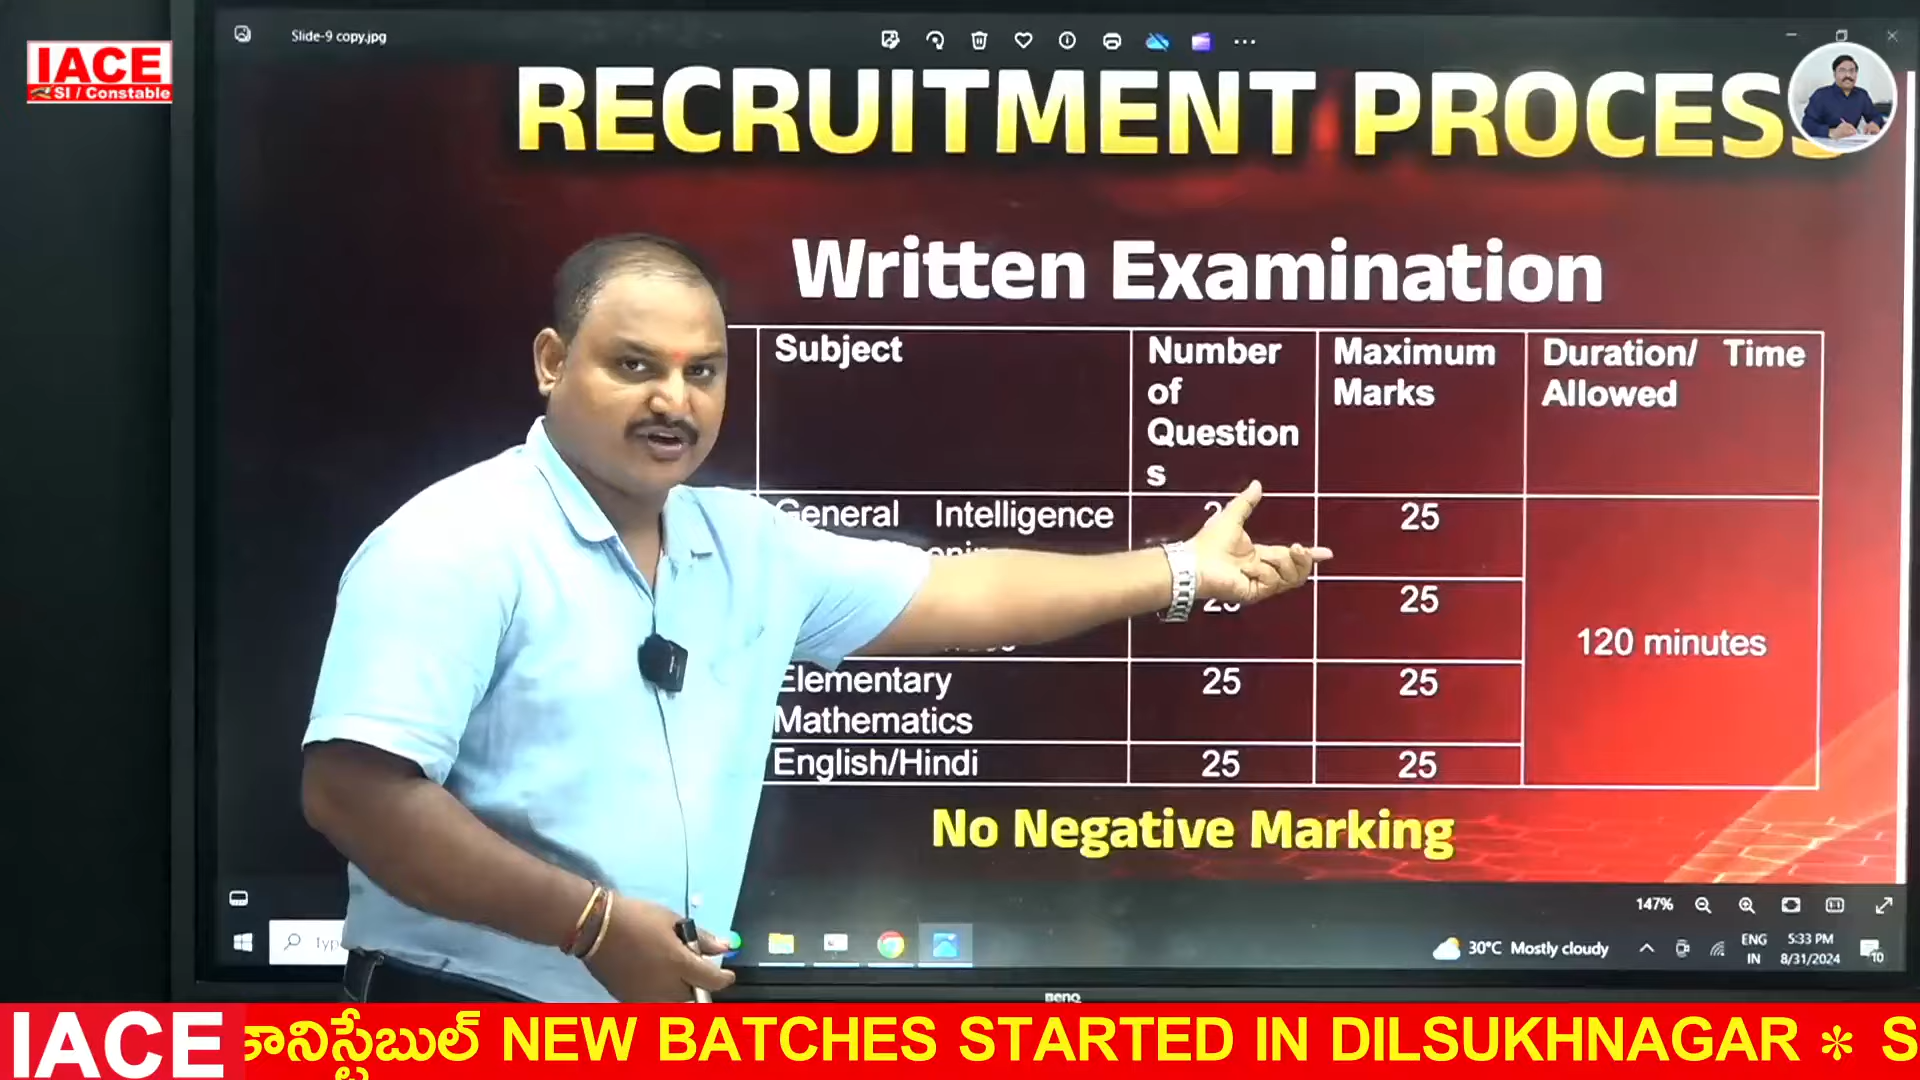 Slide-9 copy.jpg
IACE
SI / Constable
RECRUITMENT PROCESS
Written Examination
Subject
Number of Question s
Maximum Marks
Duration/ Time Allowed
General Intelligence
25
25
120 minutes
Elementary Mathematics
25
25
English/Hindi
25
25
No Negative Marking
147%
30°C Mostly cloudy
ENG
IN
5:33 PM
8/31/2024
10
BenQ
IACE
కానిస్టేబుల్ NEW BATCHES STARTED IN DILSUKHNAGAR * S